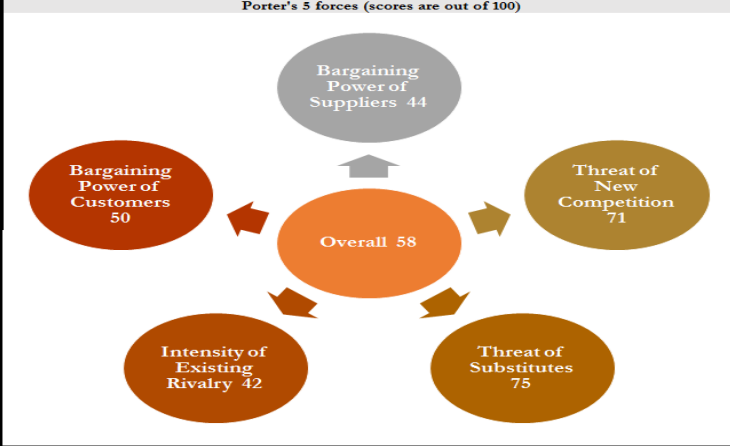 Porter's 5 forces (scores are out of 100)
Bargaining
Power of
Suppliers 44
Bargaining
Power of
Customers
50
Threat of
New
Competition
71
Overall 58
Intensity of
Existing
Rivalry 42
Threat of
Substitutes
75